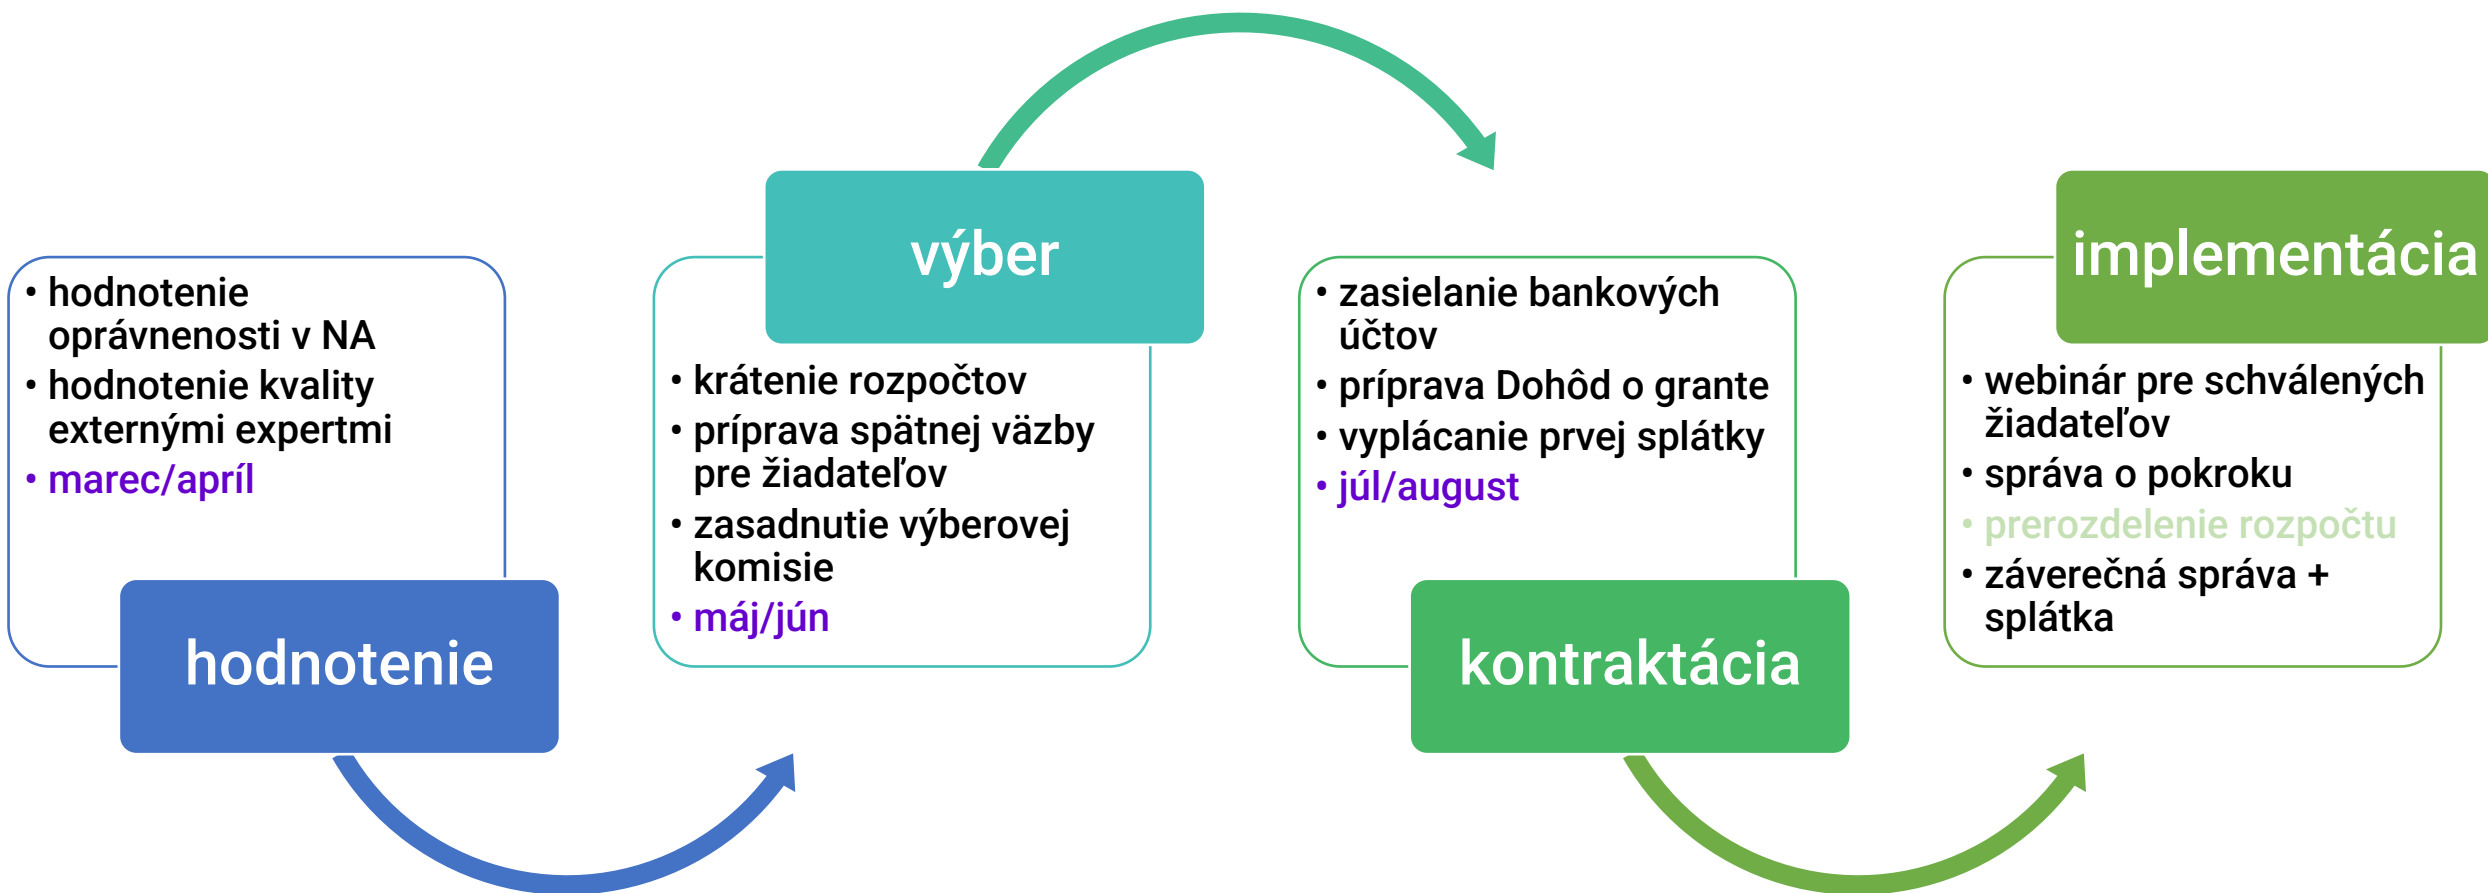 • hodnotenie
oprávnenosti v NA
• hodnotenie kvality
externými expertmi
• marec/apríl
hodnotenie
výber
• krátenie rozpočtov
• príprava spätnej väzby
pre žiadateľov
• zasadnutie výberovej
komisie
• máj/jún
• zasielanie bankových
účtov
• príprava Dohôd o grante
• vyplácanie prvej splátky
• júl/august
kontraktácia
implementácia
• webinár pre schválených
žiadateľov
• správa o pokroku
• prerozdelenie rozpočtu
• záverečná správa +
splátka